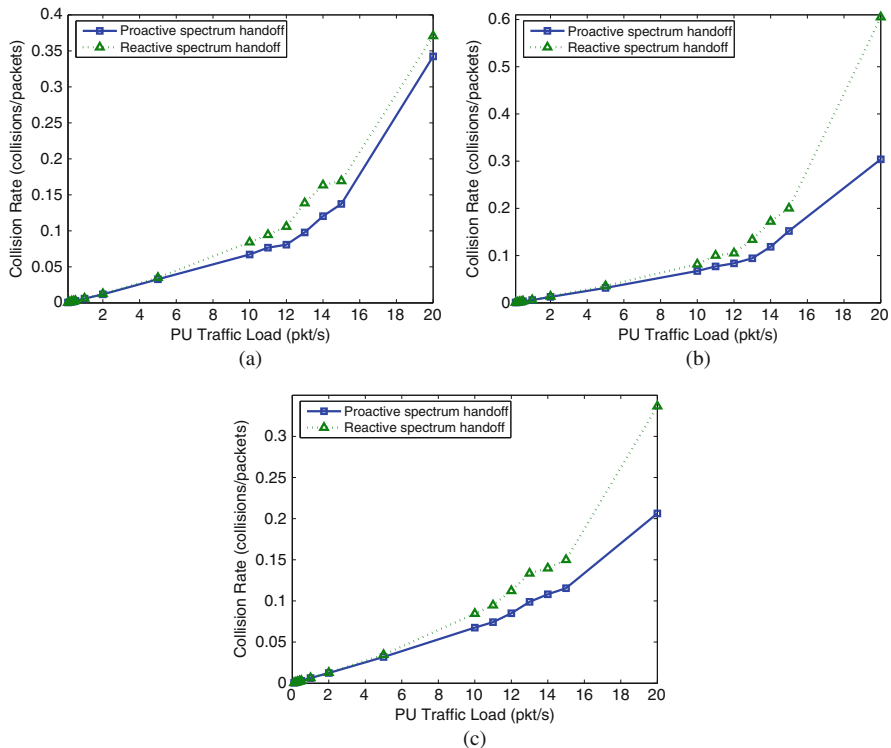 Proactive spectrum handoff
Reactive spectrum handoff
Collision Rate (collisions/packets)
0.4
0.35
0.3
0.25
0.2
0.15
0.1
0.05
0
2 4 6 8 10 12 14 16 18 20
PU Traffic Load (pkt/s)
(a)
Proactive spectrum handoff
Reactive spectrum handoff
Collision Rate (collisions/packets)
0.6
0.5
0.4
0.3
0.2
0.1
0
2 4 6 8 10 12 14 16 18 20
PU Traffic Load (pkt/s)
(b)
Proactive spectrum handoff
Reactive spectrum handoff
Collision Rate (collisions/packets)
0.3
0.25
0.2
0.15
0.1
0.05
0
0 2 4 6 8 10 12 14 16 18 20
PU Traffic Load (pkt/s)
(c)